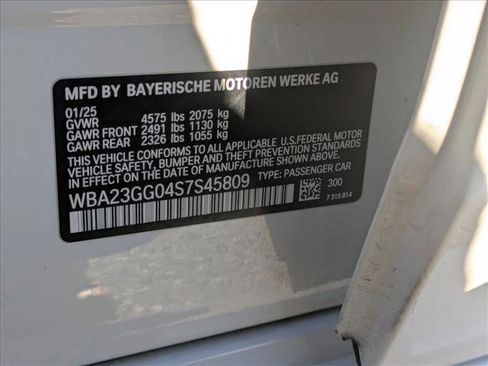 MFD BY BAYERISCHE MOTOREN WERKE AG
01/25
GVWR 4575 lbs 2075 kg
GAWR FRONT 2491 lbs 1130 kg
GAWR REAR 2326 lbs 1055 kg
THIS VEHICLE CONFORMS TO ALL APPLICABLE U.S.FEDERAL MOTOR
VEHICLE SAFETY, BUMPER AND THEFT PREVENTION STANDARDS
IN EFFECT ON THE DATE OF MANUFACTURE SHOWN ABOVE.
WBA23GG04S7S45809 TYPE: PASSENGER CAR
300
7 315 814